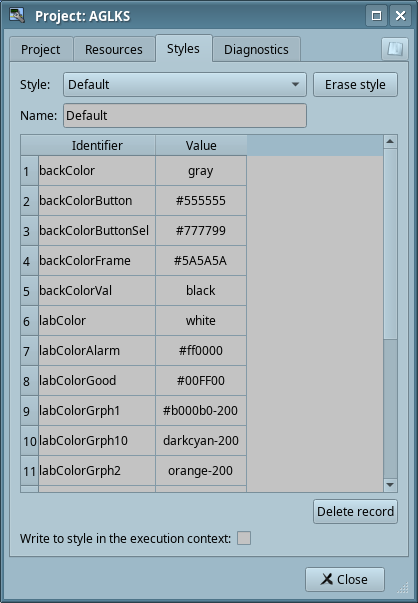 Project: AGLKS
Project Resources Styles Diagnostics
Style: Default Erase style
Name: Default
Identifier Value
1 backColor gray
2 backColorButton #555555
3 backColorButtonSel #777799
4 backColorFrame #5A5A5A
5 backColorVal black
6 labColor white
7 labColorAlarm #ff0000
8 labColorGood #00FF00
9 labColorGrph1 #b000b0-200
10 labColorGrph10 darkcyan-200
11 labColorGrph2 orange-200
Delete record
Write to style in the execution context:
Close